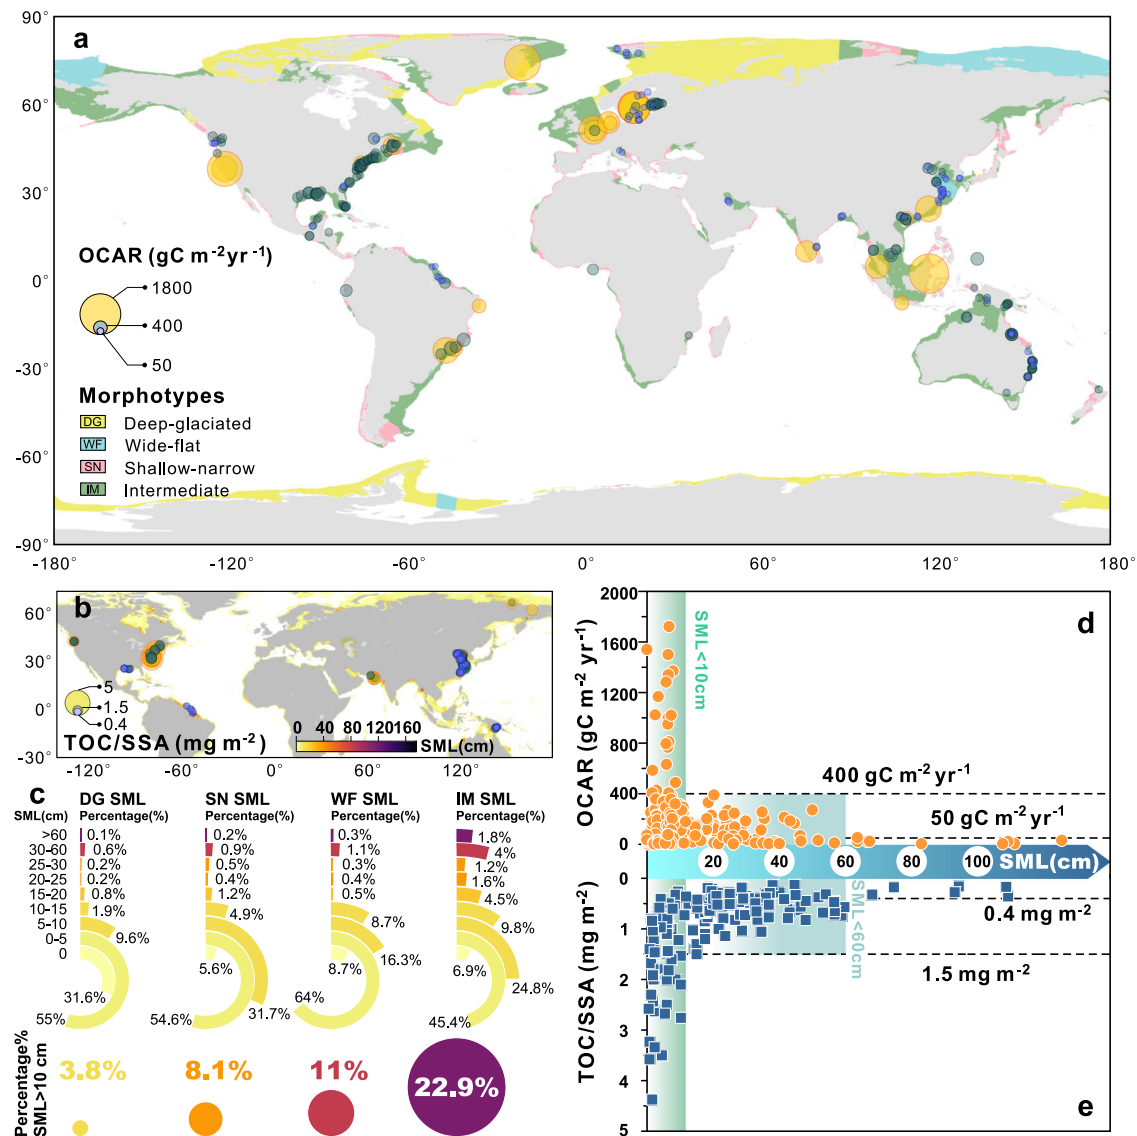 90°
60°
30°
0°
-30°
-60°
-90°
a
OCAR (gC m⁻²yr⁻¹)
1800
400
50
Morphotypes
DG Deep-glaciated
WF Wide-flat
SN Shallow-narrow
IM Intermediate
-180° -120° -60° 0° 60° 120° 180°
b
60°
30°
0°
-30°
5
1.5
0.4
TOC/SSA (mg m⁻²)
0 40 80 120 160
SML(cm)
-120° -60° 0° 60° 120°
c
SML(cm)
>60
30-60
25-30
20-25
15-20
10-15
5-10
0-5
0
DG SML
Percentage(%)
0.1%
0.6%
0.2%
0.2%
0.8%
1.9%
9.6%
31.6%
55%
SN SML
Percentage(%)
0.2%
0.9%
0.5%
0.4%
1.2%
4.9%
5.6%
31.7%
54.6%
WF SML
Percentage(%)
0.3%
1.1%
0.3%
0.4%
0.5%
8.7%
16.3%
8.7%
64%
IM SML
Percentage(%)
1.8%
4%
1.2%
1.6%
4.5%
9.8%
6.9%
24.8%
45.4%
Percentage%
SML>10 cm
3.8%
8.1%
11%
22.9%
d
OCAR (gC m⁻² yr⁻¹)
2000
1600
1200
800
400
0
SML<10cm
400 gC m⁻² yr⁻¹
50 gC m⁻² yr⁻¹
20 40 60 80 100 SML(cm)
TOC/SSA (mg m⁻²)
0
1
2
3
4
5
SML<60cm
0.4 mg m⁻²
1.5 mg m⁻²
e